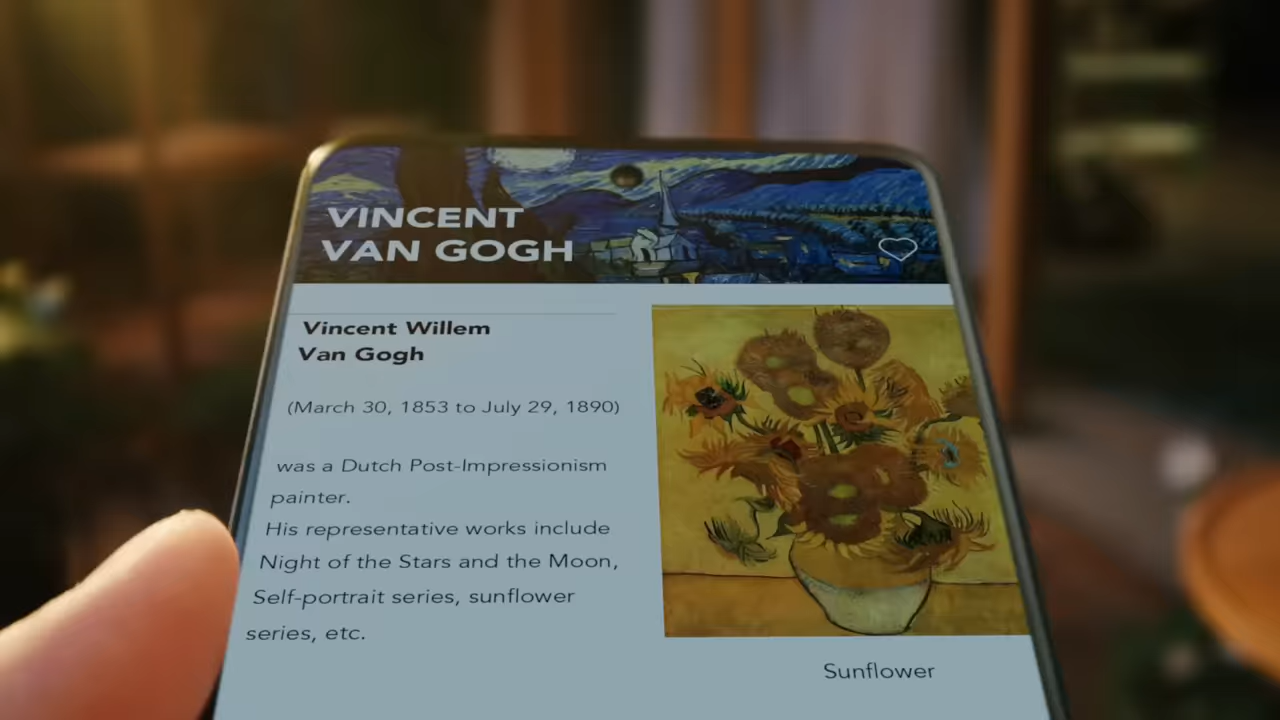 VINCENT
VAN GOGH
Vincent Willem
Van Gogh
(March 30, 1853 to July 29, 1890)
was a Dutch Post-Impressionism
painter.
His representative works include
Night of the Stars and the Moon,
Self-portrait series, sunflower
series, etc.
Sunflower